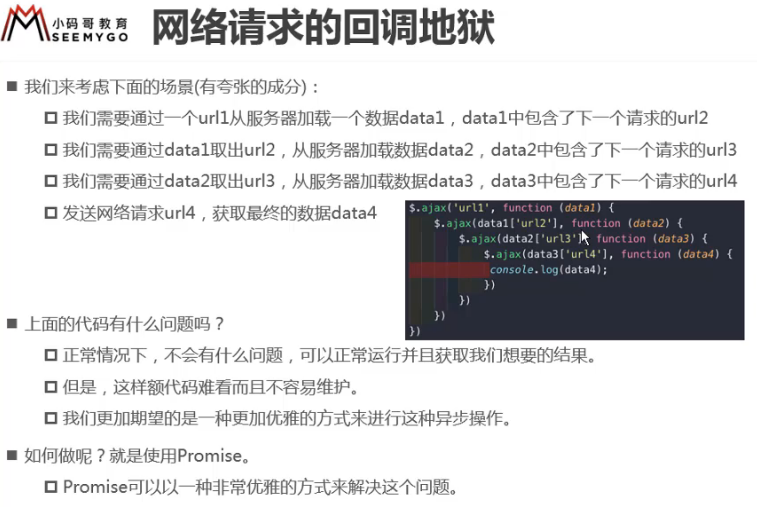 小码哥教育
SEEMYGO
网络请求的回调地狱
我们来考虑下面的场景(有夸张的成分)：
我们需要通过一个url1从服务器加载一个数据data1，data1中包含了下一个请求的url2
我们需要通过data1取出url2，从服务器加载数据data2，data2中包含了下一个请求的url3
我们需要通过data2取出url3，从服务器加载数据data3，data3中包含了下一个请求的url4
发送网络请求url4，获取最终的数据data4
$.ajax('url1', function (data1) {
$.ajax(data1['url2'], function (data2) {
$.ajax(data2['url3'], function (data3) {
$.ajax(data3['url4'], function (data4) {
console.log(data4);
})
})
})
})
上面的代码有什么问题吗？
正常情况下，不会有什么问题，可以正常运行并且获取我们想要的结果。
但是，这样额代码难看而且不容易维护。
我们更加期望的是一种更加优雅的方式来进行这种异步操作。
如何做呢？就是使用Promise。
Promise可以以一种非常优雅的方式来解决这个问题。